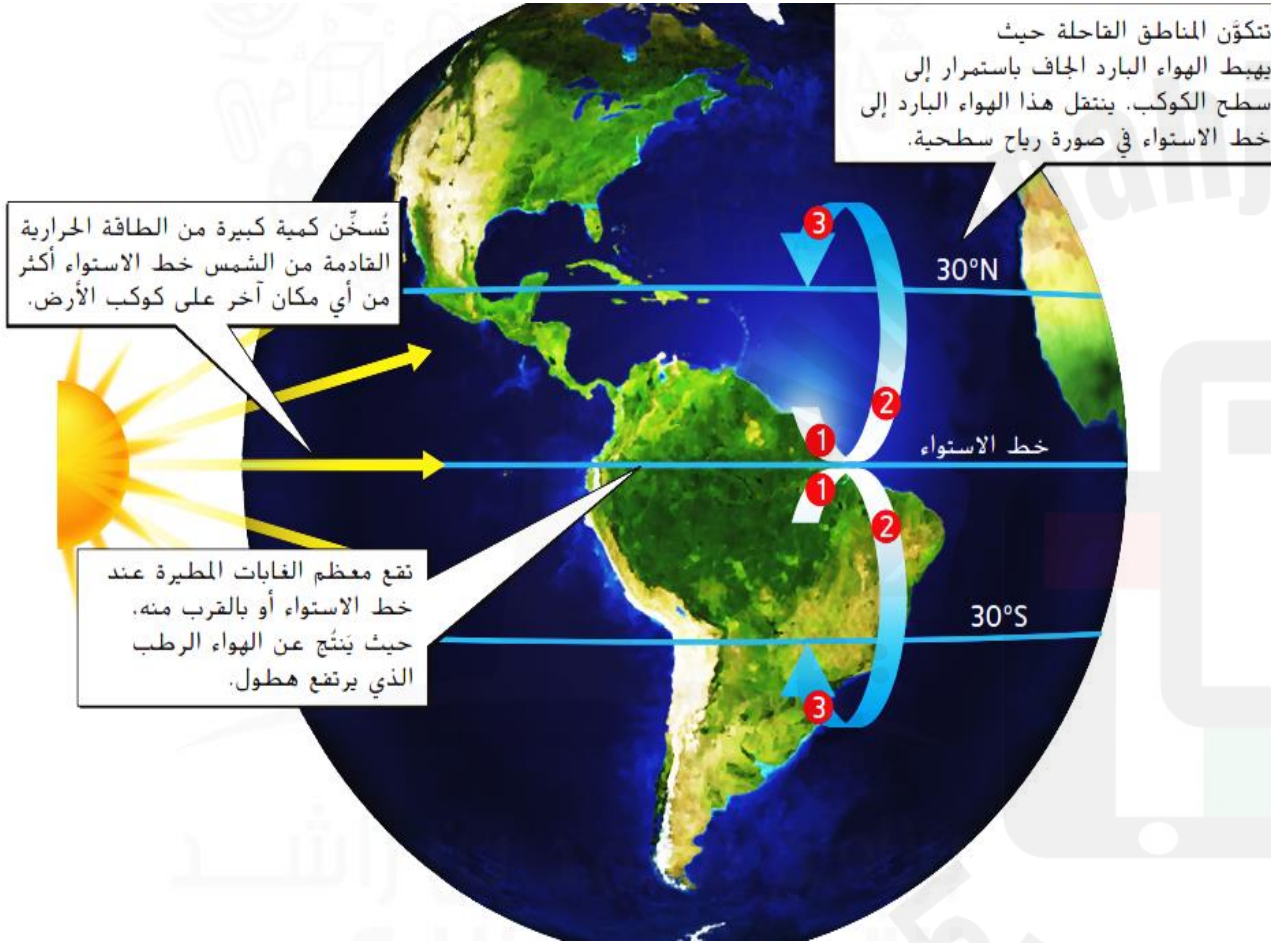 تتكوَّن المناطق القاحلة حيث
يهبط الهواء البارد الجاف باستمرار إلى
سطح الكوكب. ينتقل هذا الهواء البارد إلى
خط الاستواء في صورة رياح سطحية.
تُسخِّن كمية كبيرة من الطاقة الحرارية
القادمة من الشمس خط الاستواء أكثر
من أي مكان آخر على كوكب الأرض.
3
30°N
2
1
خط الاستواء
1
2
تقع معظم الغابات المطيرة عند
خط الاستواء أو بالقرب منه،
حيث يَنتُج عن الهواء الرطب
الذي يرتفع هطول.
30°S
3